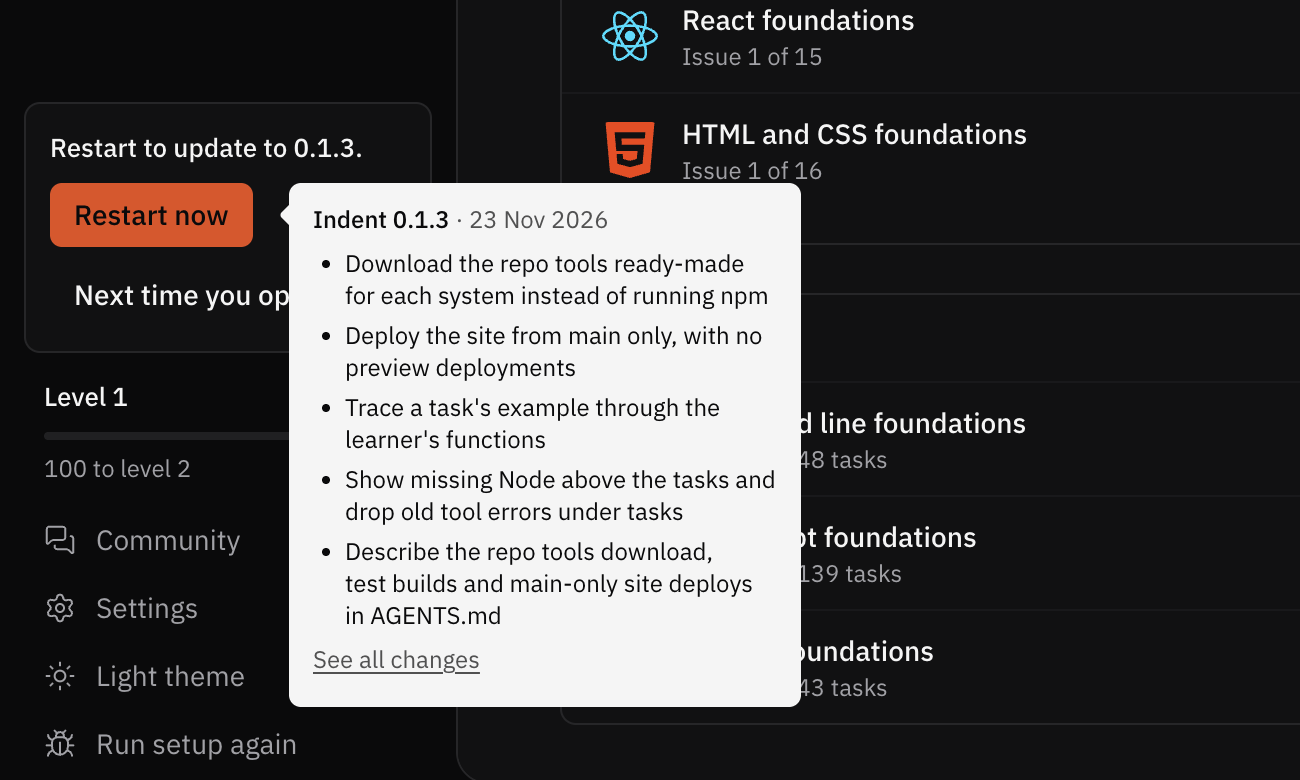 React foundations
Issue 1 of 15
HTML and CSS foundations
Issue 1 of 16
Restart to update to 0.1.3.
Restart now
Next time you op
Indent 0.1.3 · 23 Nov 2026
• Download the repo tools ready-made
for each system instead of running npm
• Deploy the site from main only, with no
preview deployments
• Trace a task's example through the
learner's functions
• Show missing Node above the tasks and
drop old tool errors under tasks
• Describe the repo tools download,
test builds and main-only site deploys
in AGENTS.md
See all changes
Level 1
100 to level 2
Community
Settings
Light theme
Run setup again
d line foundations
48 tasks
pt foundations
139 tasks
oundations
43 tasks